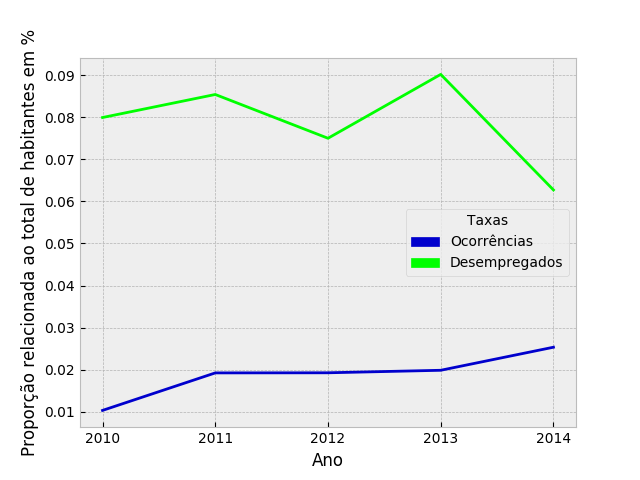 Proporção relacionada ao total de habitantes em %
0.09
0.08
0.07
0.06
0.05
0.04
0.03
0.02
0.01
Taxas
Ocorrências
Desempregados
2010 2011 2012 2013 2014
Ano